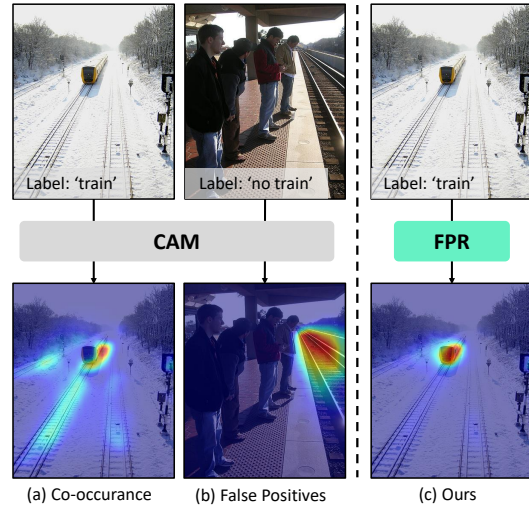 Label: 'train'
Label: 'no train'
Label: 'train'
CAM
FPR
(a) Co-occurance
(b) False Positives
(c) Ours